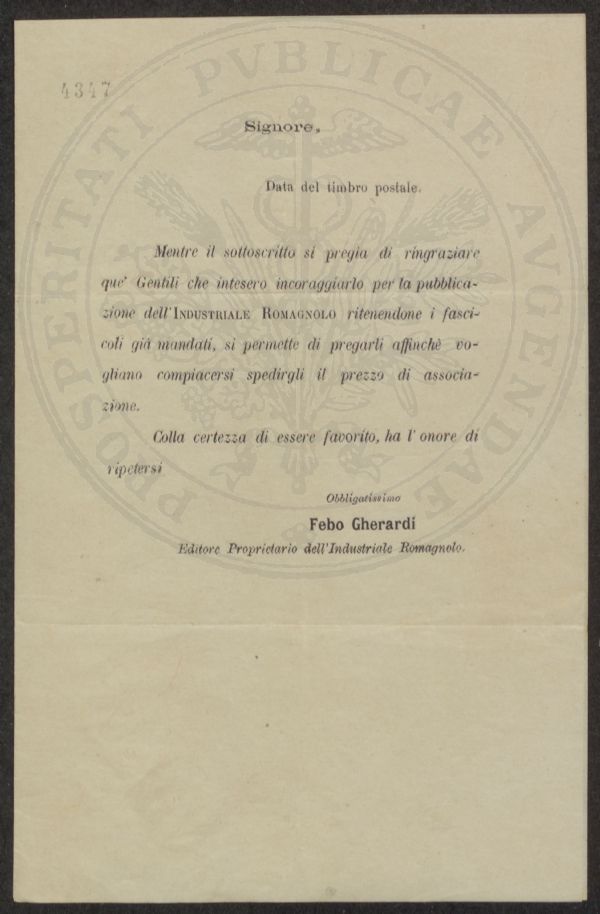 4347
PROSPERITATI PVBLICAE AVGENDAE
Signore,
Data del timbro postale.
Mentre il sottoscritto si pregia di ringraziare
que' Gentili che intesero incoraggiarlo per la pubblica-
zione dell'INDUSTRIALE ROMAGNOLO ritenendone i fasci-
coli già mandati, si permette di pregarli affinchè vo-
gliano compiacersi spedirgli il prezzo di associa-
zione.
Colla certezza di essere favorito, ha l'onore di
ripetersi
Obbligatissimo
Febo Gherardi
Editore Proprietario dell'Industriale Romagnolo.